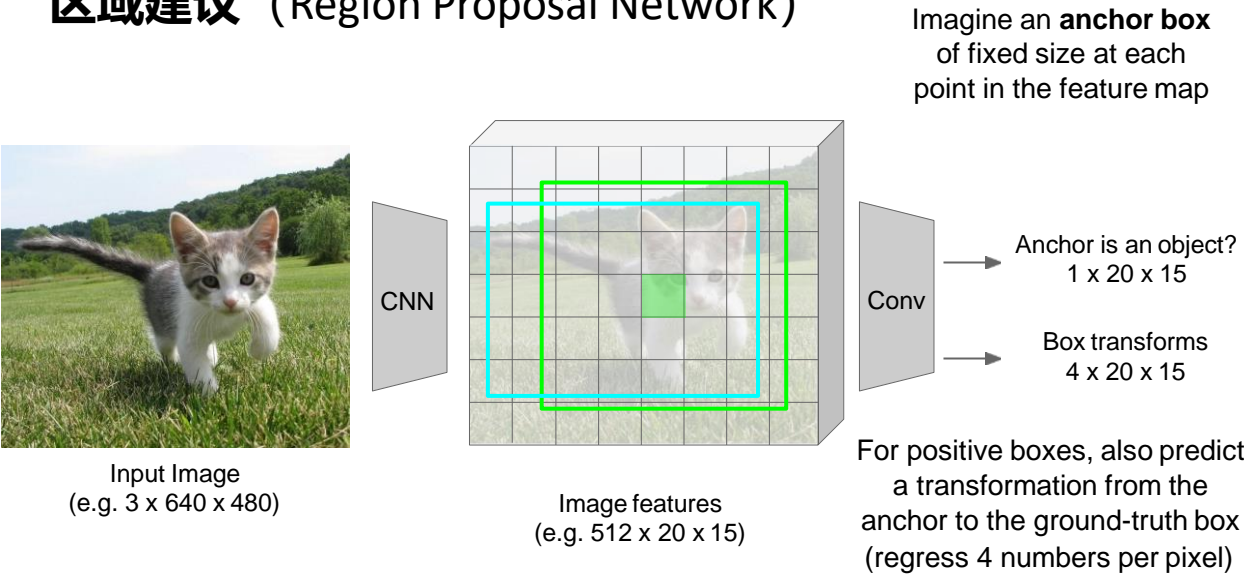 区域建议（Region Proposal Network）
Imagine an anchor box
of fixed size at each
point in the feature map
CNN
Conv
Anchor is an object?
1 x 20 x 15
Box transforms
4 x 20 x 15
Input Image
(e.g. 3 x 640 x 480)
Image features
(e.g. 512 x 20 x 15)
For positive boxes, also predict
a transformation from the
anchor to the ground-truth box
(regress 4 numbers per pixel)